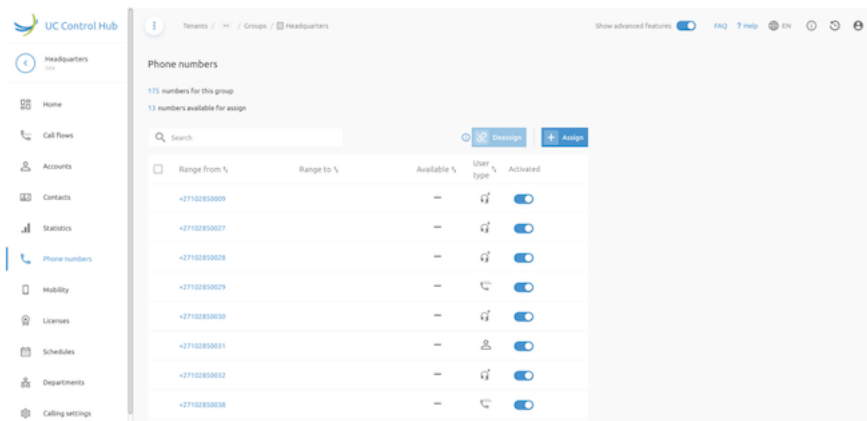 UC Control Hub
Tenants / ••• / Groups / Headquarters
Show advanced features
FAQ
? Help
EN
Headquarters
Site
Home
Call flows
Accounts
Contacts
Statistics
Phone numbers
Mobility
Licenses
Schedules
Departments
Calling settings
Phone numbers
175 numbers for this group
13 numbers available for assign
Search
Deassign
+ Assign
Range from
Range to
Available
User type
Activated
+27102850009 —
+27102850027 —
+27102850028 —
+27102850029 —
+27102850030 —
+27102850031 —
+27102850032 —
+27102850038 —